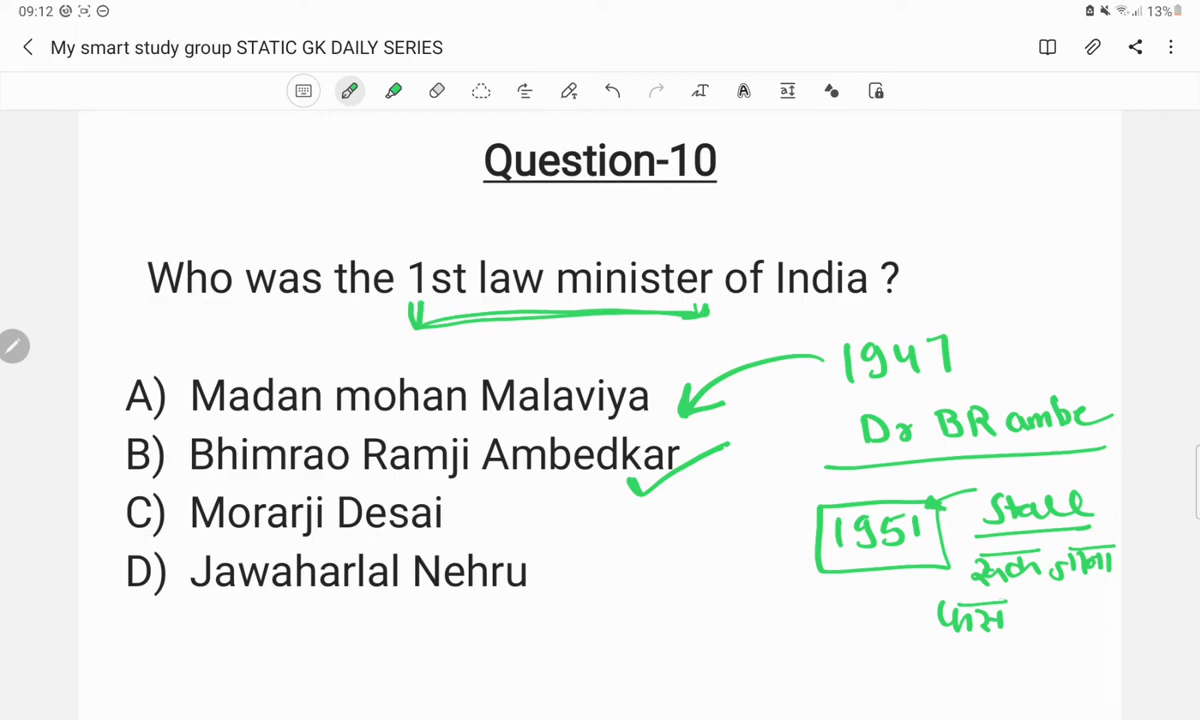 09:12
13%
My smart study group STATIC GK DAILY SERIES
Question-10
Who was the 1st law minister of India ?
A) Madan mohan Malaviya
B) Bhimrao Ramji Ambedkar
C) Morarji Desai
D) Jawaharlal Nehru
1947
Dr BR ambe
1951
Stall